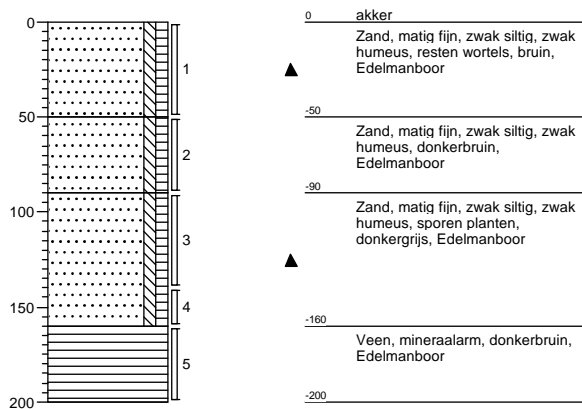 0
50
100
150
200
1
2
3
4
5
0 akker
Zand, matig fijn, zwak siltig, zwak
humeus, resten wortels, bruin,
Edelmanboor
-50
Zand, matig fijn, zwak siltig, zwak
humeus, donkerbruin,
Edelmanboor
-90
Zand, matig fijn, zwak siltig, zwak
humeus, sporen planten,
donkergrijs, Edelmanboor
-160
Veen, mineraalarm, donkerbruin,
Edelmanboor
-200